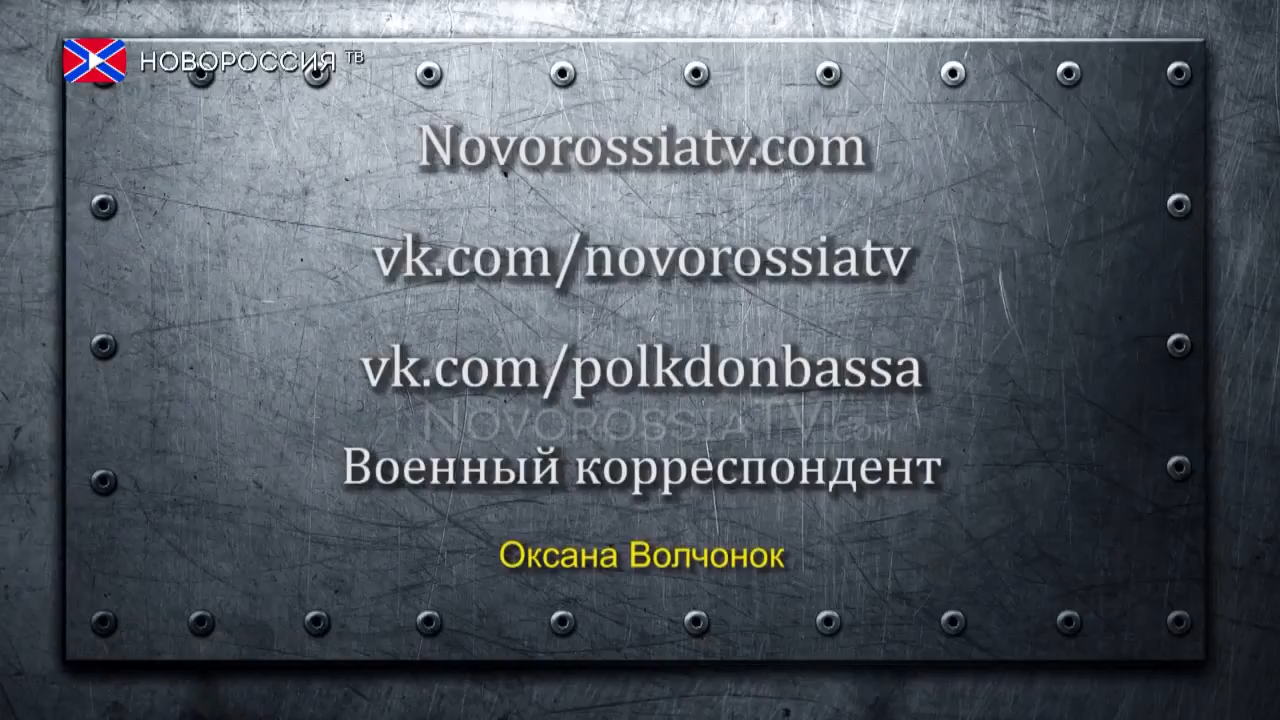 НОВОРОССИЯ ТВ
Novorossiatv.com
vk.com/novorossiatv
vk.com/polkdonbassa
NOVOROSSIATV.COM
Военный корреспондент
Оксана Волчонок